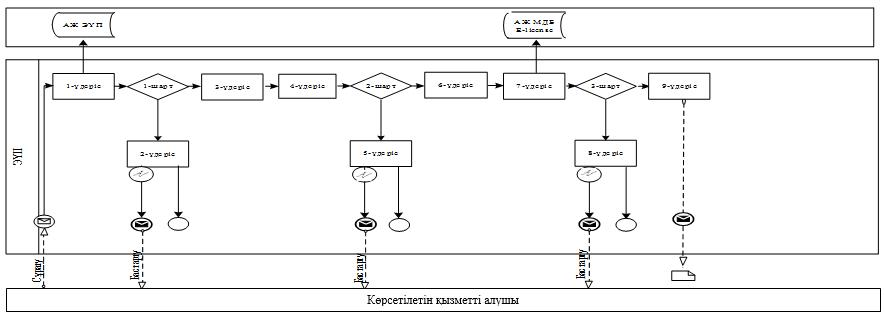 АЖ ЭҮП
АЖ МДБ
E-license
ЭҮП
1-үдеріс
1-шарт
3-үдеріс
4-үдеріс
2-шарт
6-үдеріс
7-үдеріс
3-шарт
9-үдеріс
2-үдеріс
5-үдеріс
8-үдеріс
Сұрау
Бастарту
Бастарту
Бастарту
Көрсетілетін қызметті алушы